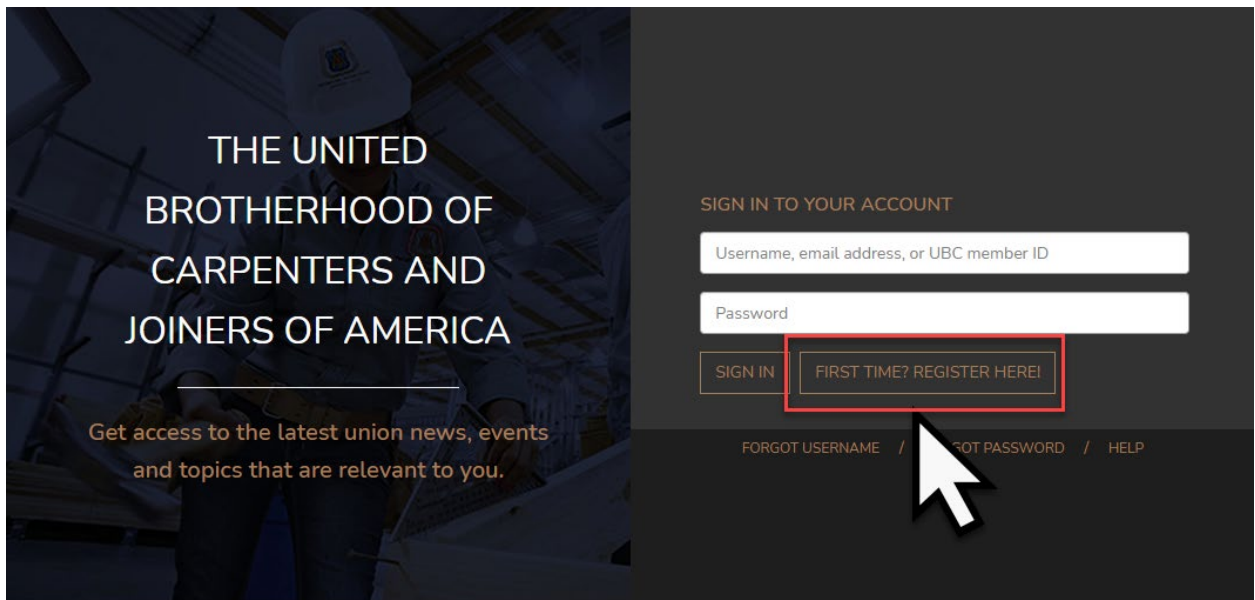 THE UNITED
BROTHERHOOD OF
CARPENTERS AND
JOINERS OF AMERICA
Get access to the latest union news, events
and topics that are relevant to you.
SIGN IN TO YOUR ACCOUNT
Username, email address, or UBC member ID
Password
SIGN IN FIRST TIME? REGISTER HERE!
FORGOT USERNAME / GOT PASSWORD / HELP